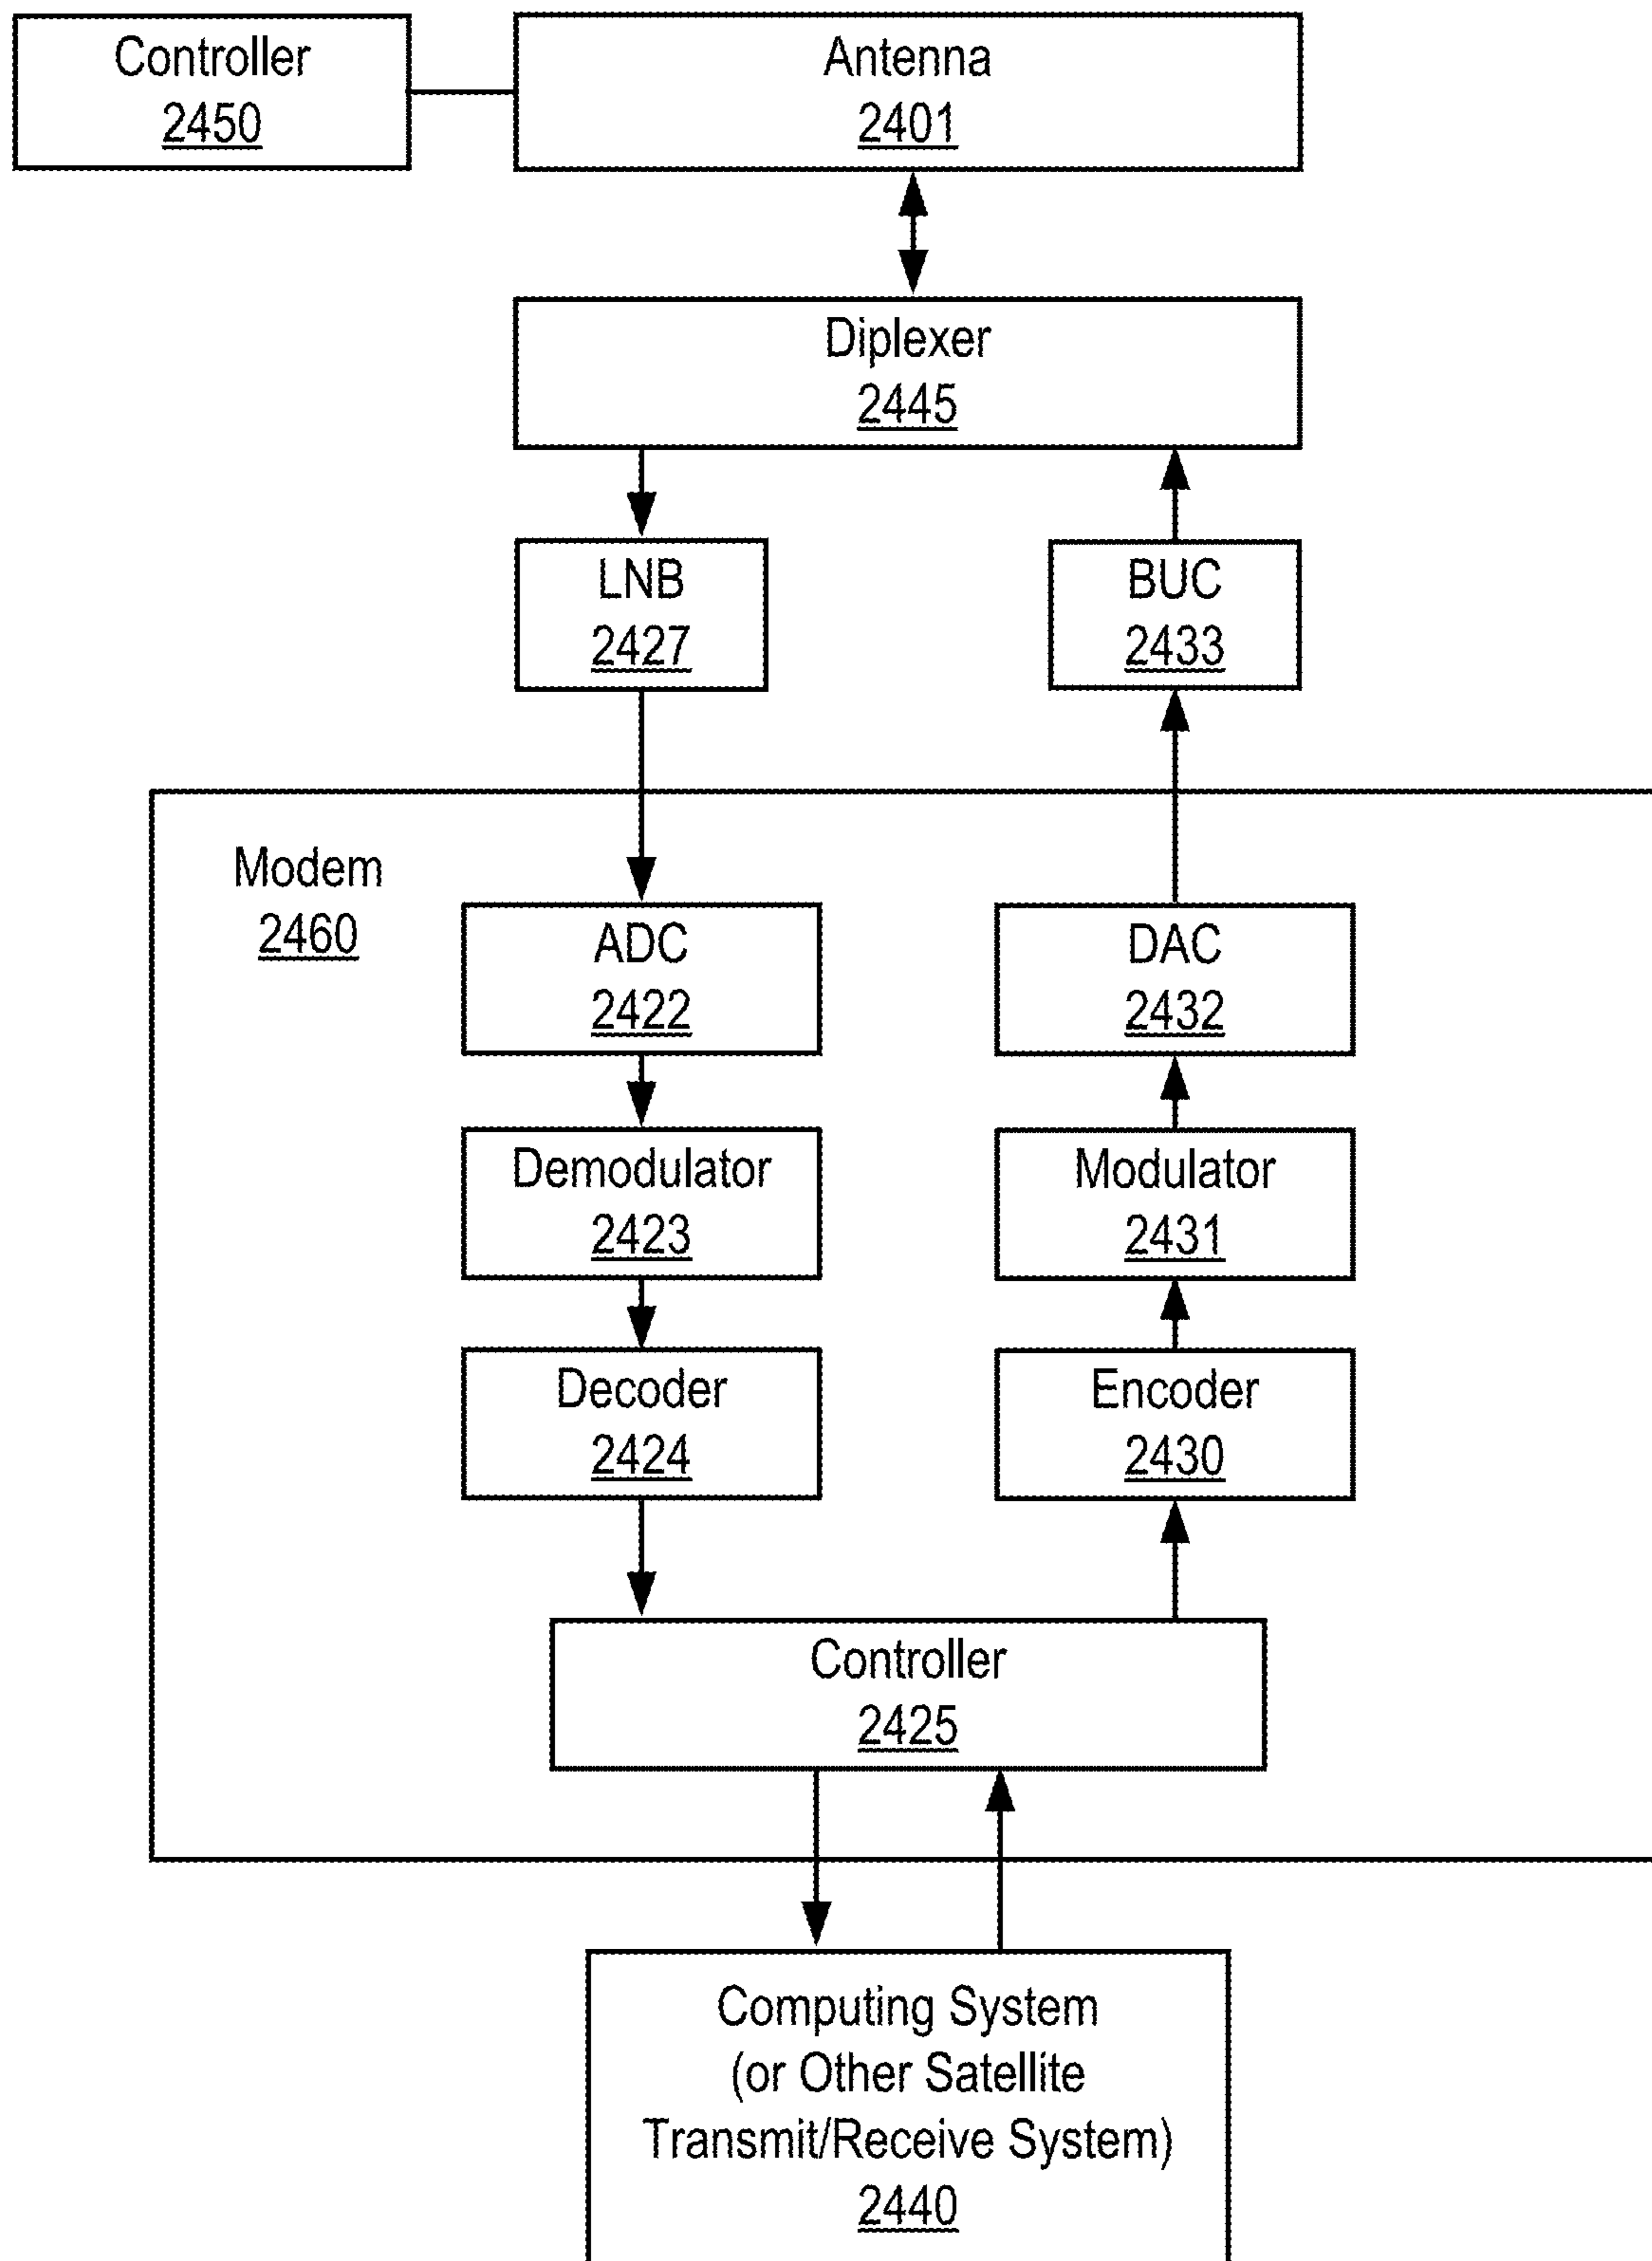 Controller
2450
Antenna
2401
Diplexer
2445
LNB
2427
BUC
2433
Modem
2460
ADC
2422
DAC
2432
Demodulator
2423
Modulator
2431
Decoder
2424
Encoder
2430
Controller
2425
Computing System
(or Other Satellite
Transmit/Receive System)
2440